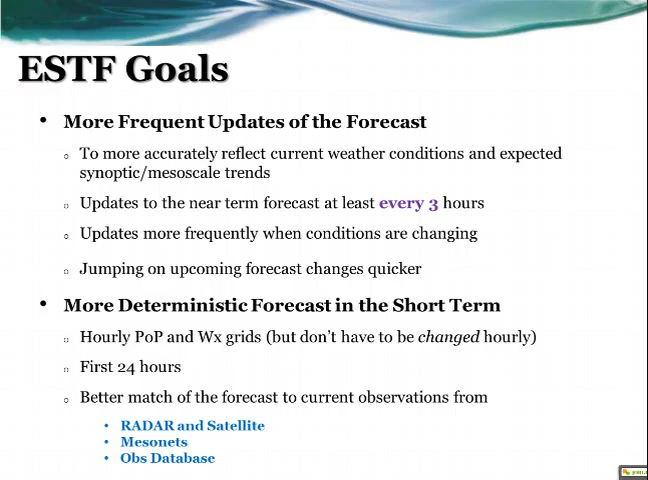 ESTF Goals
• More Frequent Updates of the Forecast
o To more accurately reflect current weather conditions and expected
synoptic/mesoscale trends
o Updates to the near term forecast at least every 3 hours
o Updates more frequently when conditions are changing
o Jumping on upcoming forecast changes quicker
• More Deterministic Forecast in the Short Term
o Hourly PoP and Wx grids (but don't have to be changed hourly)
o First 24 hours
o Better match of the forecast to current observations from
• RADAR and Satellite
• Mesonets
• Obs Database